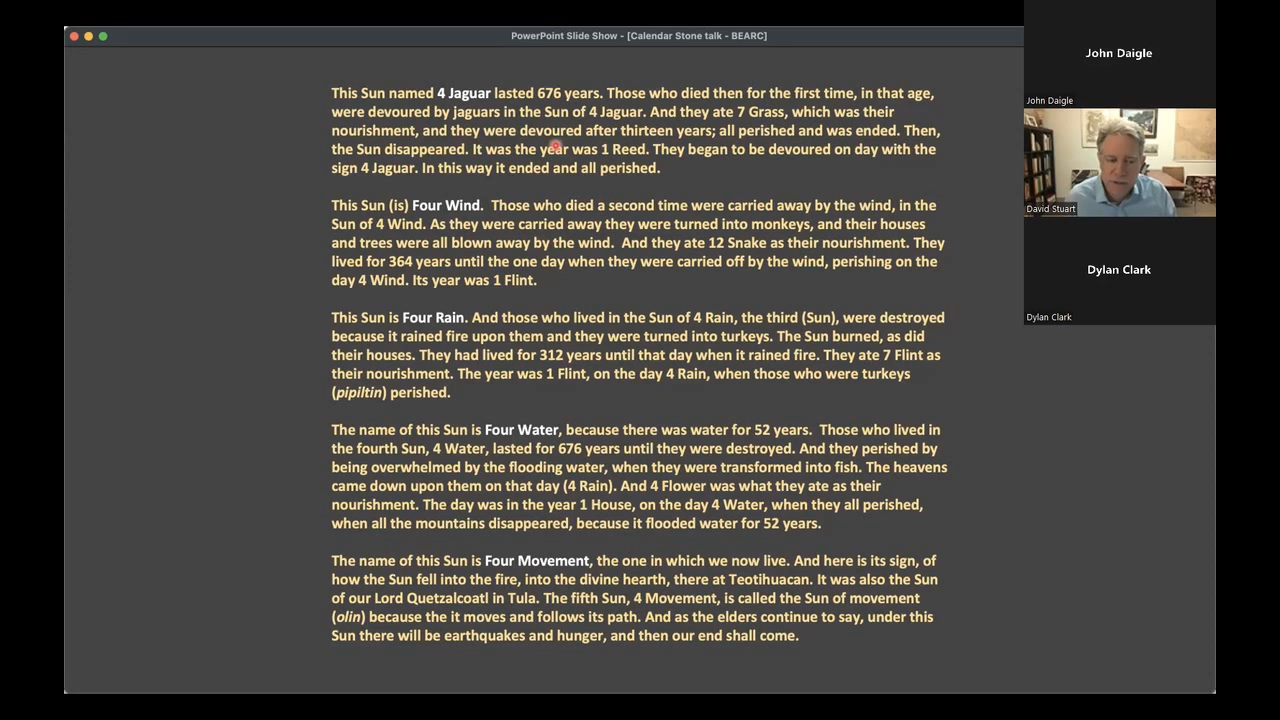 PowerPoint Slide Show - [Calendar Stone talk - BEARC]
This Sun named 4 Jaguar lasted 676 years. Those who died then for the first time, in that age,
were devoured by jaguars in the Sun of 4 Jaguar. And they ate 7 Grass, which was their
nourishment, and they were devoured after thirteen years; all perished and was ended. Then,
the Sun disappeared. It was the year was 1 Reed. They began to be devoured on day with the
sign 4 Jaguar. In this way it ended and all perished.
This Sun (is) Four Wind. Those who died a second time were carried away by the wind, in the
Sun of 4 Wind. As they were carried away they were turned into monkeys, and their houses
and trees were all blown away by the wind. And they ate 12 Snake as their nourishment. They
lived for 364 years until the one day when they were carried off by the wind, perishing on the
day 4 Wind. Its year was 1 Flint.
This Sun is Four Rain. And those who lived in the Sun of 4 Rain, the third (Sun), were destroyed
because it rained fire upon them and they were turned into turkeys. The Sun burned, as did
their houses. They had lived for 312 years until that day when it rained fire. They ate 7 Flint as
their nourishment. The year was 1 Flint, on the day 4 Rain, when those who were turkeys
(pipiltin) perished.
The name of this Sun is Four Water, because there was water for 52 years. Those who lived in
the fourth Sun, 4 Water, lasted for 676 years until they were destroyed. And they perished by
being overwhelmed by the flooding water, when they were transformed into fish. The heavens
came down upon them on that day (4 Rain). And 4 Flower was what they ate as their
nourishment. The day was in the year 1 House, on the day 4 Water, when they all perished,
when all the mountains disappeared, because it flooded water for 52 years.
The name of this Sun is Four Movement, the one in which we now live. And here is its sign, of
how the Sun fell into the fire, into the divine hearth, there at Teotihuacan. It was also the Sun
of our Lord Quetzalcoatl in Tula. The fifth Sun, 4 Movement, is called the Sun of movement
(olin) because the it moves and follows its path. And as the elders continue to say, under this
Sun there will be earthquakes and hunger, and then our end shall come.
John Daigle
John Daigle
David Stuart
Dylan Clark
Dylan Clark